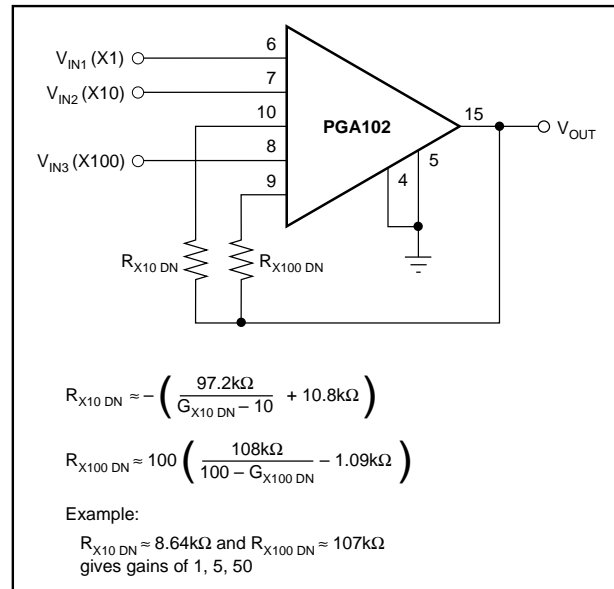 V_IN1 (X1)
6
V_IN2 (X10)
7
10
PGA102
15
V_OUT
V_IN3 (X100)
8
5
9
4
R_X10 DN
R_X100 DN
R_X10 DN ≈ –( 97.2kΩ / (G_X10 DN – 10) + 10.8kΩ )
R_X100 DN ≈ 100( 108kΩ / (100 – G_X100 DN) – 1.09kΩ )
Example:
R_X10 DN ≈ 8.64kΩ and R_X100 DN ≈ 107kΩ
gives gains of 1, 5, 50